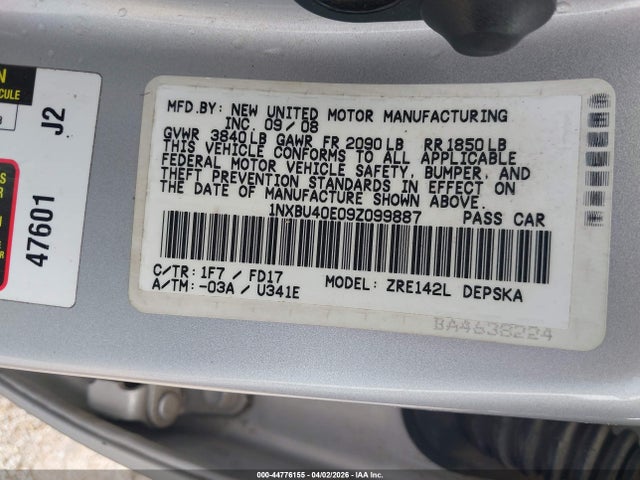 N
ICULE
J2
47601
MFD.BY: NEW UNITED MOTOR MANUFACTURING
INC. 09/08
GVWR 3840LB GAWR FR 2090LB RR1850LB
THIS VEHICLE CONFORMS TO ALL APPLICABLE
FEDERAL MOTOR VEHICLE SAFETY, BUMPER, AND
THEFT PREVENTION STANDARDS IN EFFECT ON
THE DATE OF MANUFACTURE SHOWN ABOVE.
1NXBU40E09Z099887 PASS CAR
C/TR: 1F7 / FD17 MODEL: ZRE142L DEPSKA
A/TM: -03A / U341E
BA4638224
000-44776155 - 04/02/2026 - IAA Inc.